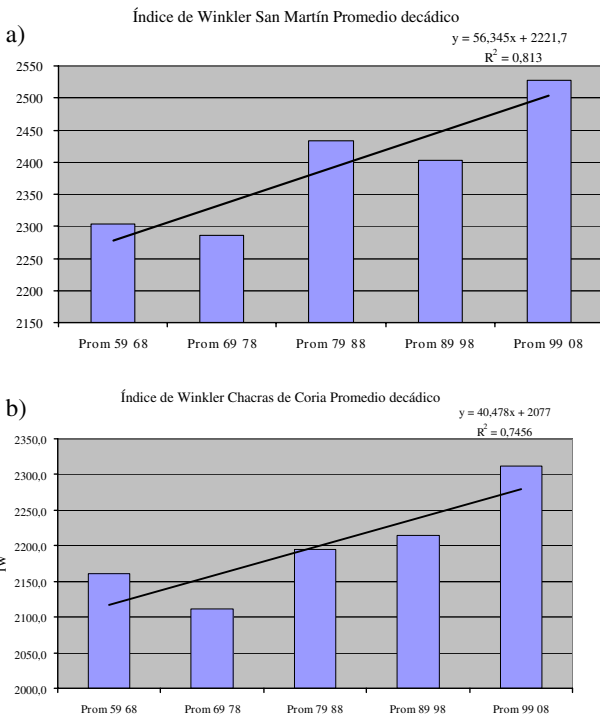 Índice de Winkler San Martín Promedio decádico
a)
y = 56,345x + 2221,7
R² = 0,813
2550
2500
2450
2400
2350
2300
2250
2200
2150
Prom 59 68 Prom 69 78 Prom 79 88 Prom 89 98 Prom 99 08
Índice de Winkler Chacras de Coria Promedio decádico
b)
y = 40,478x + 2077
R² = 0,7456
2350,0
2300,0
2250,0
2200,0
2150,0
2100,0
2050,0
2000,0
IW
Prom 59 68 Prom 69 78 Prom 79 88 Prom 89 98 Prom 99 08